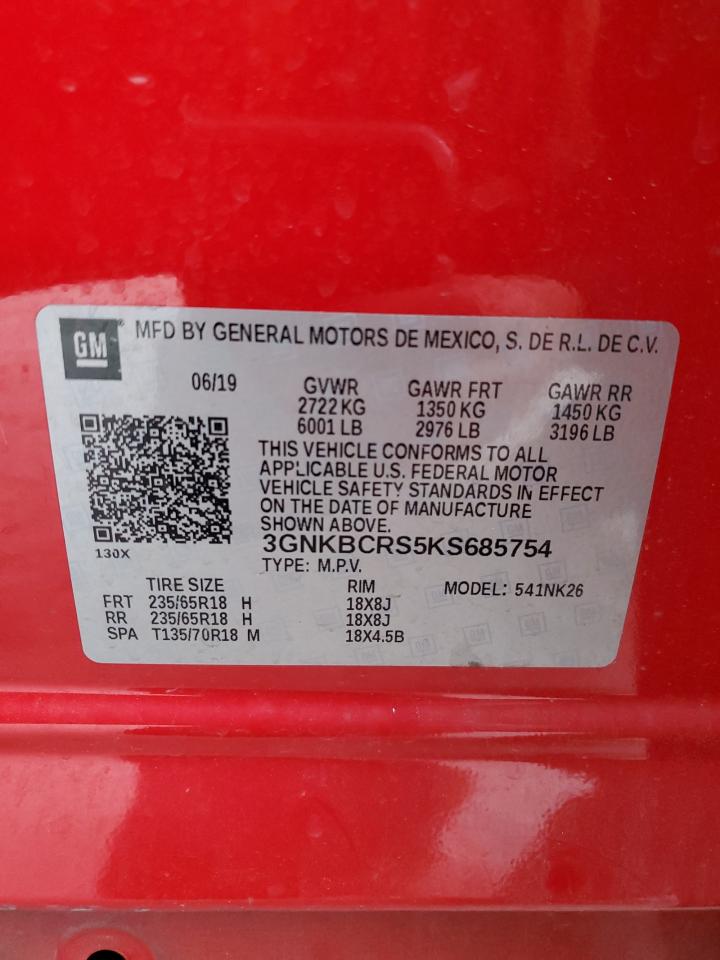 GM® MFD BY GENERAL MOTORS DE MEXICO, S. DE R.L. DE C.V.
06/19 GVWR GAWR FRT GAWR RR
2722 KG 1350 KG 1450 KG
6001 LB 2976 LB 3196 LB
THIS VEHICLE CONFORMS TO ALL
APPLICABLE U.S. FEDERAL MOTOR
VEHICLE SAFETY STANDARDS IN EFFECT
ON THE DATE OF MANUFACTURE
SHOWN ABOVE.
130X 3GNKBCRS5KS685754
TYPE: M.P.V.
TIRE SIZE RIM MODEL: 541NK26
FRT 235/65R18 H 18X8J
RR 235/65R18 H 18X8J
SPA T135/70R18 M 18X4.5B